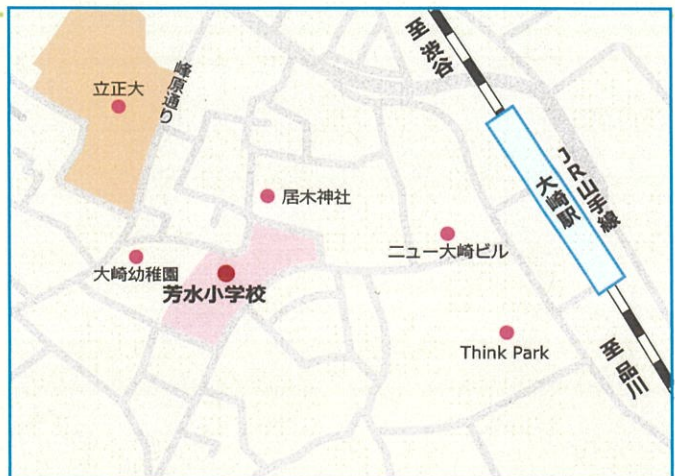 至渋谷
立正大
峰原通り
JR山手線
大崎駅
居木神社
ニュー大崎ビル
大崎幼稚園
芳水小学校
Think Park
至品川